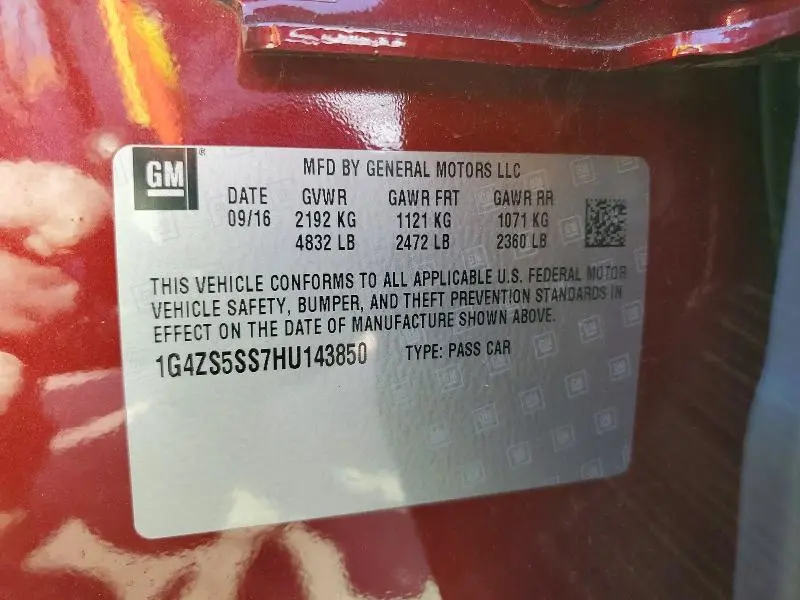 GM®
MFD BY GENERAL MOTORS LLC
DATE GVWR GAWR FRT GAWR RR
09/16 2192 KG 1121 KG 1071 KG
4832 LB 2472 LB 2360 LB
THIS VEHICLE CONFORMS TO ALL APPLICABLE U.S. FEDERAL MOTOR
VEHICLE SAFETY, BUMPER, AND THEFT PREVENTION STANDARDS IN
EFFECT ON THE DATE OF MANUFACTURE SHOWN ABOVE.
1G4ZS5SS7HU143850 TYPE: PASS CAR